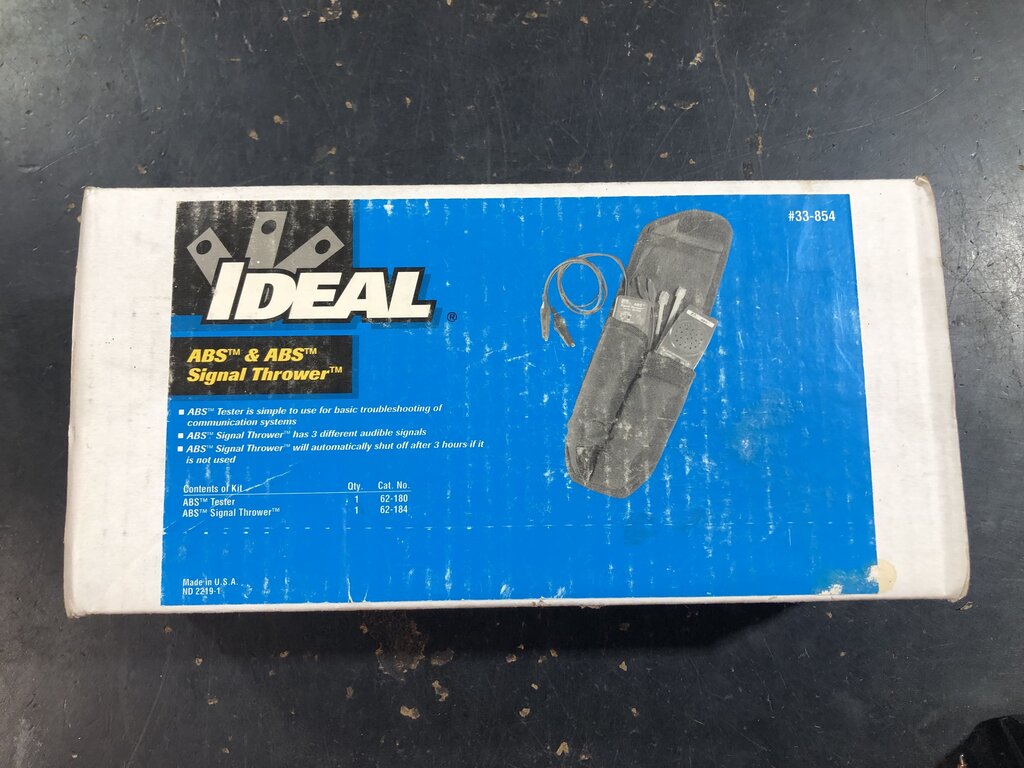 #33-854
IDEAL®
ABS™ & ABS™
Signal Thrower™
■ ABS™ Tester is simple to use for basic troubleshooting of
communication systems
■ ABS™ Signal Thrower™ has 3 different audible signals
■ ABS™ Signal Thrower™ will automatically shut off after 3 hours if it
is not used
Contents of Kit Qty. Cat. No.
ABS™ Tester 1 62-180
ABS™ Signal Thrower™ 1 62-184
Made in U.S.A.
ND 2219-1